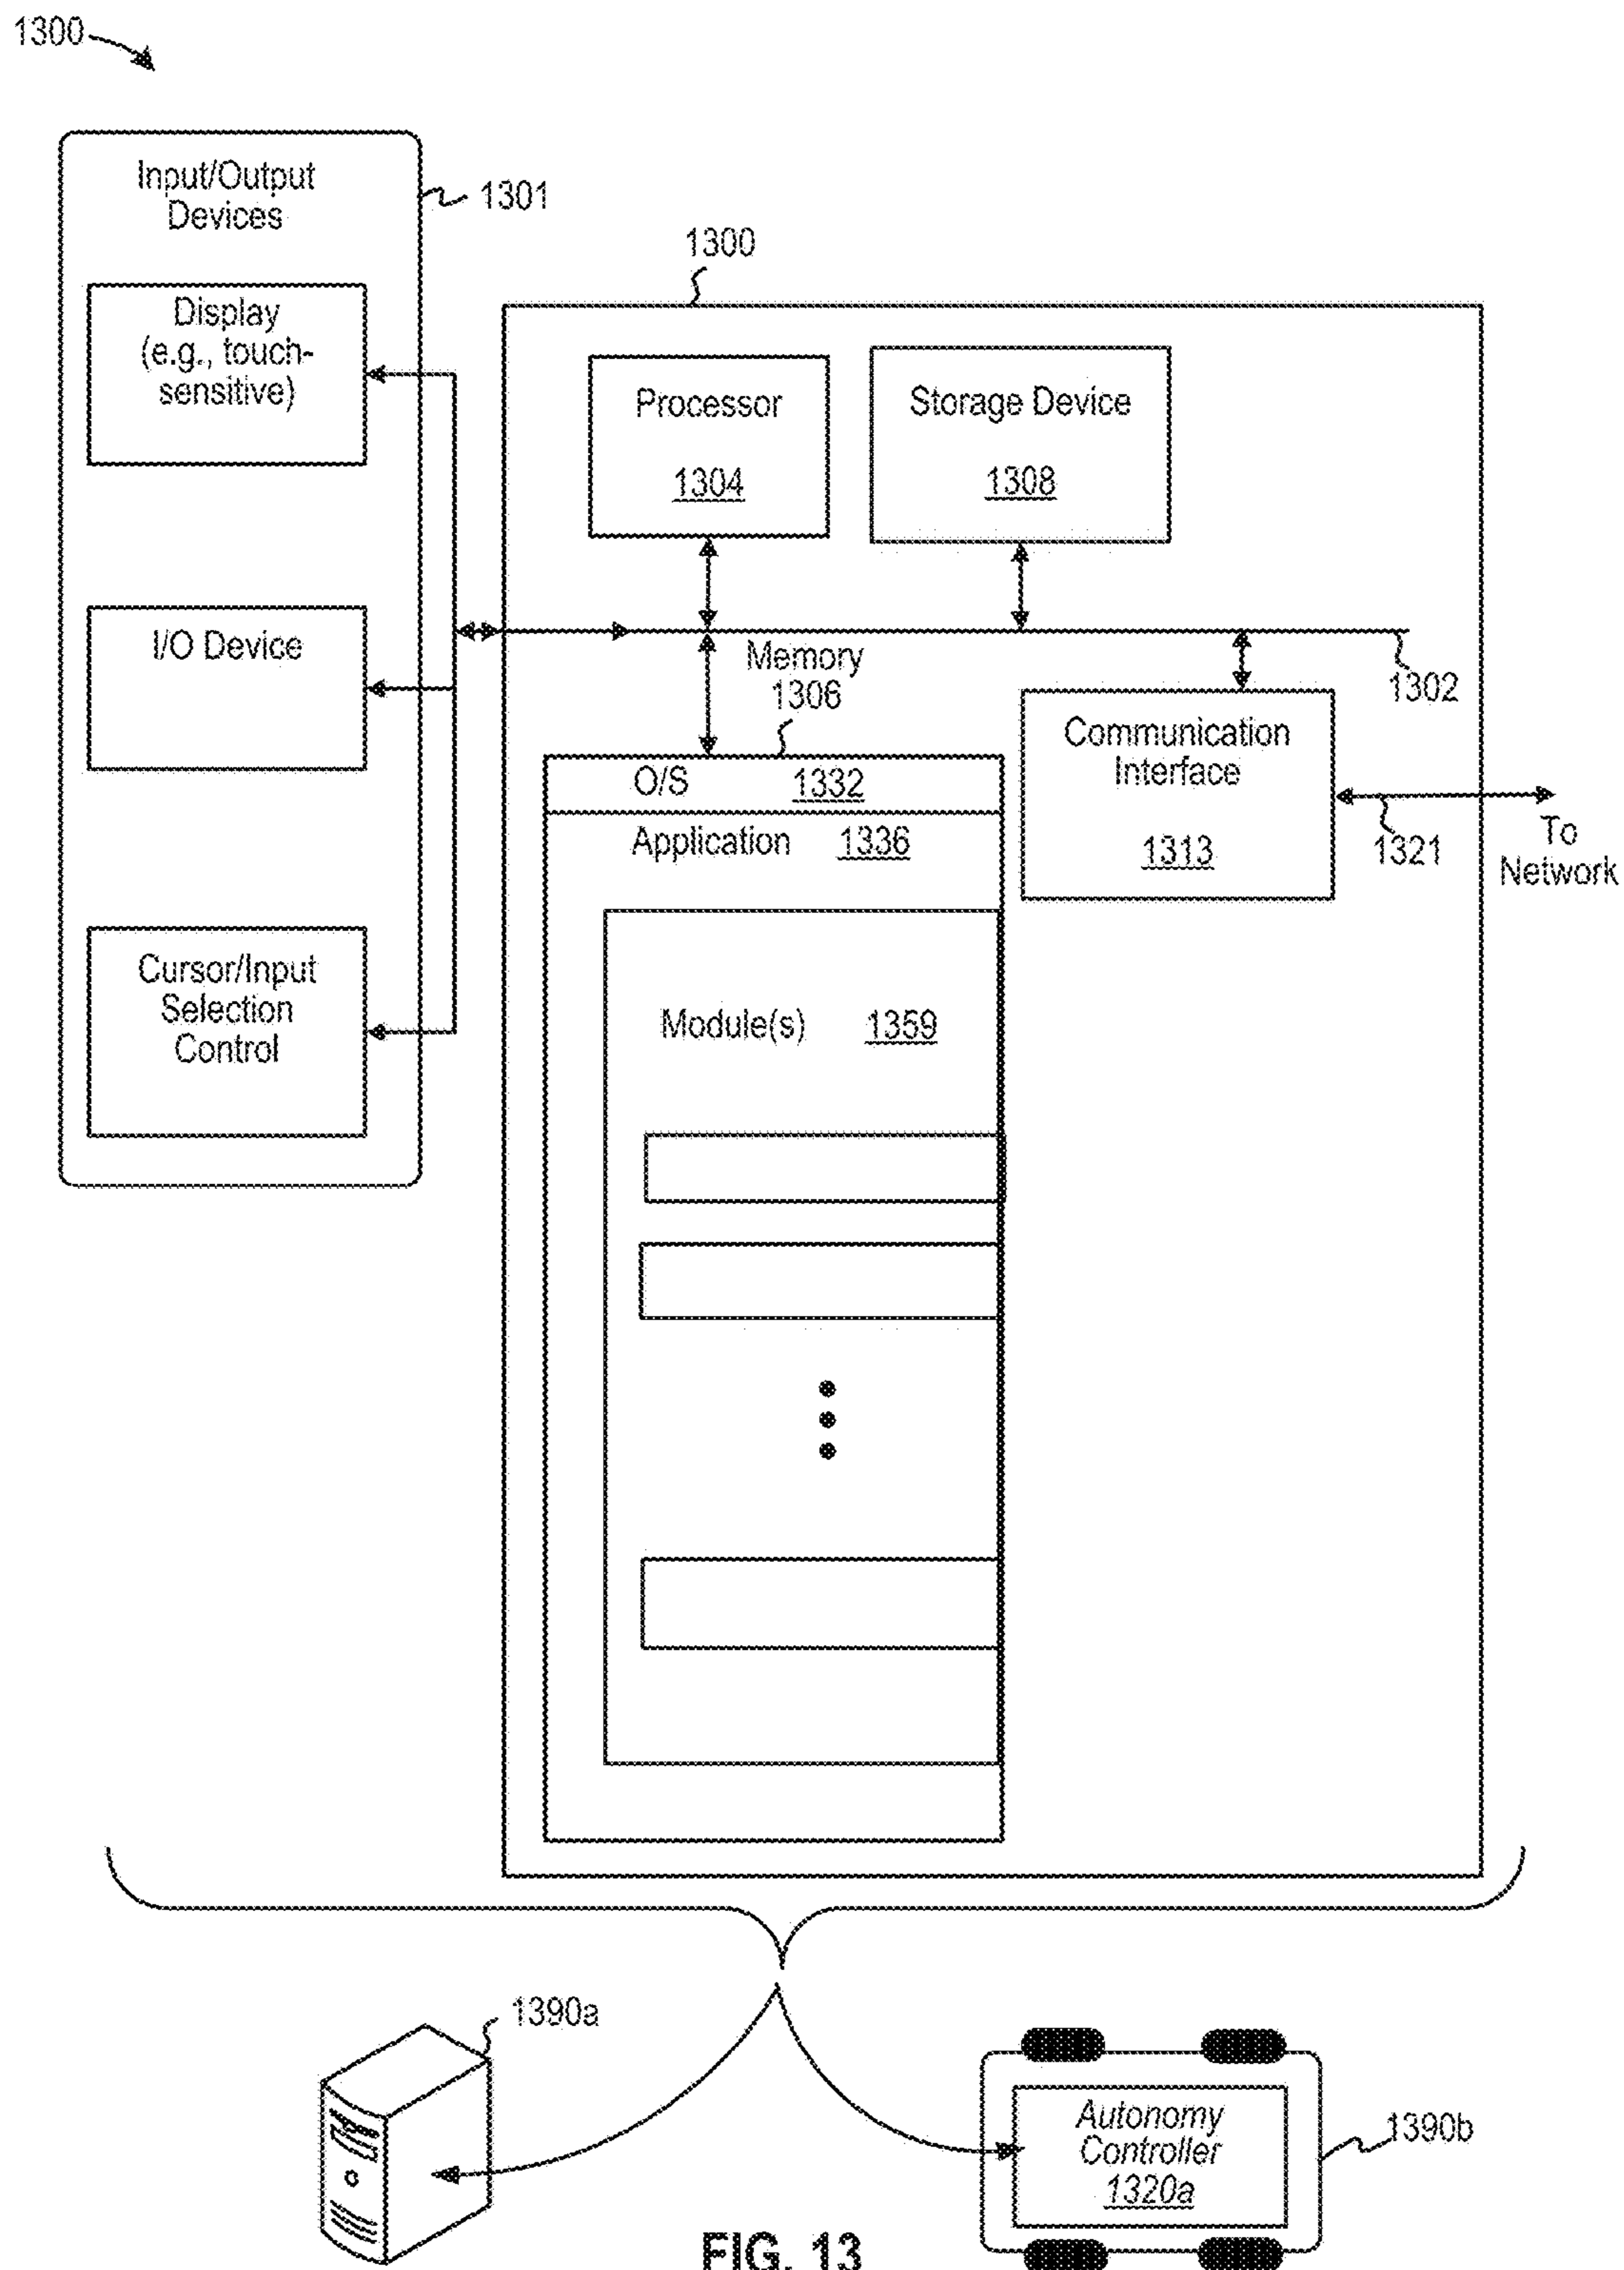 1300
Input/Output
Devices
1301
Display
(e.g., touch-
sensitive)
I/O Device
Cursor/Input
Selection
Control
1300
Processor
1304
Storage Device
1308
Memory
1306
1302
O/S 1332
Application 1336
Module(s) 1359
Communication
Interface
1313
1321
To
Network
1390a
Autonomy
Controller
1320a
1390b
FIG. 13